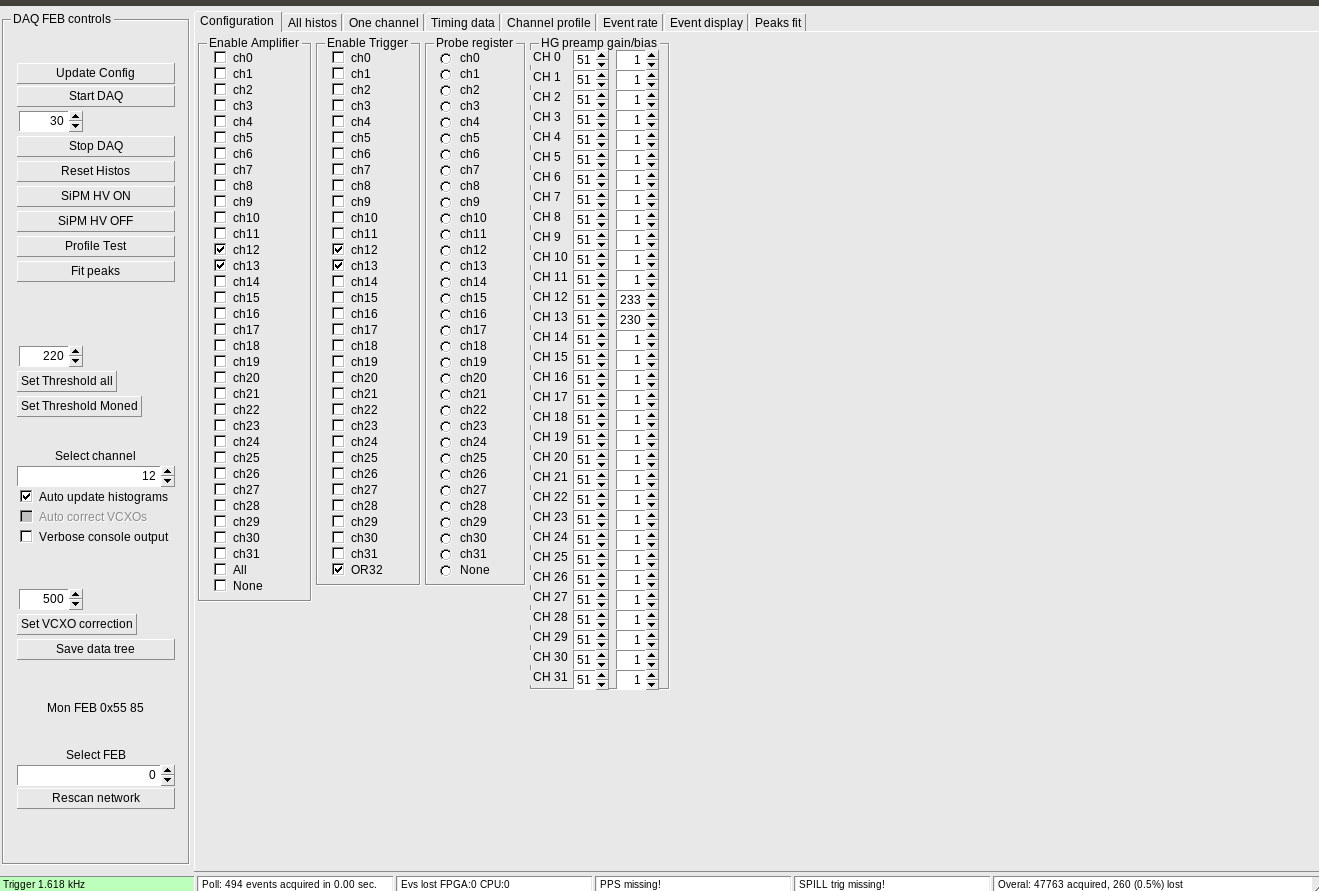 DAQ FEB controls
Update Config
Start DAQ
30
Stop DAQ
Reset Histos
SiPM HV ON
SiPM HV OFF
Profile Test
Fit peaks
220
Set Threshold all
Set Threshold Moned
Select channel
12
Auto update histograms
Auto correct VCXOs
Verbose console output
500
Set VCXO correction
Save data tree
Mon FEB 0x55 85
Select FEB
0
Rescan network
Configuration All histos One channel Timing data Channel profile Event rate Event display Peaks fit
Enable Amplifier
ch0
ch1
ch2
ch3
ch4
ch5
ch6
ch7
ch8
ch9
ch10
ch11
ch12
ch13
ch14
ch15
ch16
ch17
ch18
ch19
ch20
ch21
ch22
ch23
ch24
ch25
ch26
ch27
ch28
ch29
ch30
ch31
All
None
Enable Trigger
ch0
ch1
ch2
ch3
ch4
ch5
ch6
ch7
ch8
ch9
ch10
ch11
ch12
ch13
ch14
ch15
ch16
ch17
ch18
ch19
ch20
ch21
ch22
ch23
ch24
ch25
ch26
ch27
ch28
ch29
ch30
ch31
OR32
Probe register
ch0
ch1
ch2
ch3
ch4
ch5
ch6
ch7
ch8
ch9
ch10
ch11
ch12
ch13
ch14
ch15
ch16
ch17
ch18
ch19
ch20
ch21
ch22
ch23
ch24
ch25
ch26
ch27
ch28
ch29
ch30
ch31
None
HG preamp gain/bias
CH 0 51 1
CH 1 51 1
CH 2 51 1
CH 3 51 1
CH 4 51 1
CH 5 51 1
CH 6 51 1
CH 7 51 1
CH 8 51 1
CH 9 51 1
CH 10 51 1
CH 11 51 1
CH 12 51 233
CH 13 51 230
CH 14 51 1
CH 15 51 1
CH 16 51 1
CH 17 51 1
CH 18 51 1
CH 19 51 1
CH 20 51 1
CH 21 51 1
CH 22 51 1
CH 23 51 1
CH 24 51 1
CH 25 51 1
CH 26 51 1
CH 27 51 1
CH 28 51 1
CH 29 51 1
CH 30 51 1
CH 31 51 1
Trigger 1.618 kHz Poll: 494 events acquired in 0.00 sec. Evs lost FPGA:0 CPU:0 PPS missing! SPILL trig missing! Overal: 47763 acquired, 260 (0.5%) lost